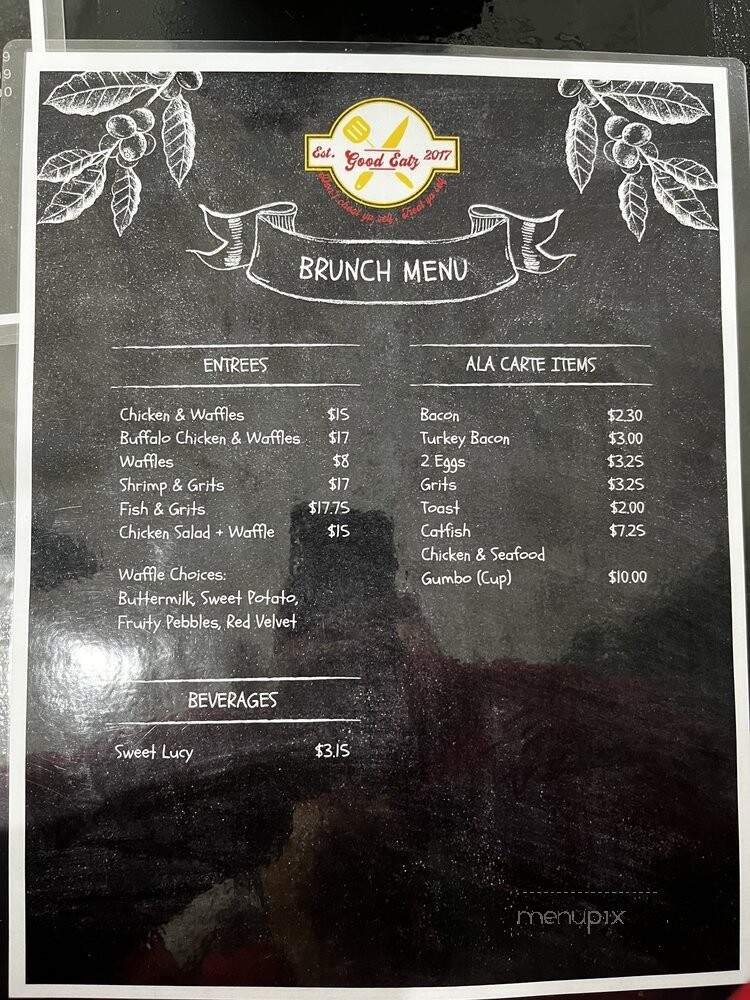 Est. Good Eatz 2017
BRUNCH MENU
ENTREES
Chicken & Waffles $15
Buffalo Chicken & Waffles $17
Waffles $8
Shrimp & Grits $17
Fish & Grits $17.75
Chicken Salad + Waffle $15
Waffle Choices:
Buttermilk, Sweet Potato,
Fruity Pebbles, Red Velvet
BEVERAGES
Sweet Lucy $3.15
ALA CARTE ITEMS
Bacon $2.30
Turkey Bacon $3.00
2 Eggs $3.25
Grits $3.25
Toast $2.00
Catfish $7.25
Chicken & Seafood
Gumbo (Cup) $10.00
menupix